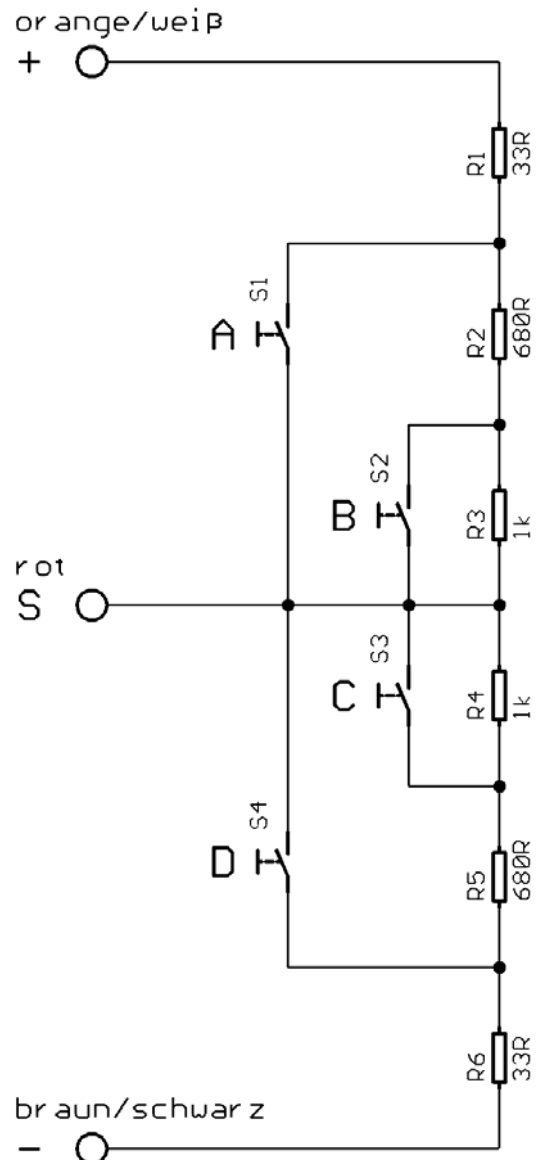 orange/weiß
+
R1 33R
S1
A
R2 680R
S2
B
R3 1k
rot
S
S3
C
R4 1k
S4
D
R5 680R
R6 33R
braun/schwarz
-